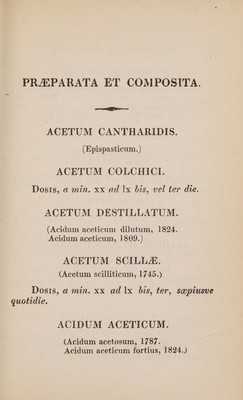 PRÆPARATA ET COMPOSITA.
ACETUM CANTHARIDIS.
(Epispasticum.)
ACETUM COLCHICI.
Dosis, a min. xx ad lx bis, vel ter die.
ACETUM DESTILLATUM.
(Acidum aceticum dilutum, 1824.
Acidum aceticum, 1809.)
ACETUM SCILLÆ.
(Acetum scilliticum, 1745.)
Dosis, a min. xx ad lx bis, ter, sæpiusve
quotidie.
ACIDUM ACETICUM.
(Acidum acetosum, 1787.
Acidum aceticum fortius, 1824.)